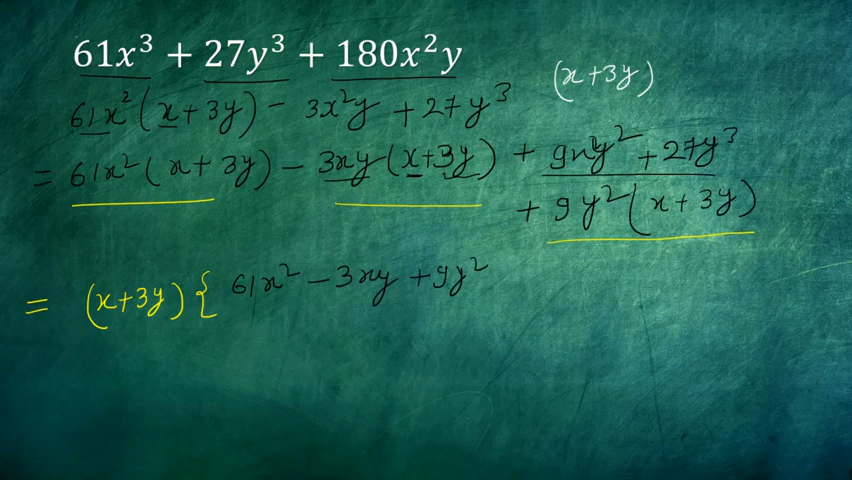 61x³ + 27y³ + 180x²y
(x+3y)
61x²(x+3y) - 3x²y + 27y³
= 61x²(x+3y) - 3xy(x+3y) + 9xy² + 27y³
+ 9y²(x+3y)
= (x+3y) { 61x² - 3xy + 9y²